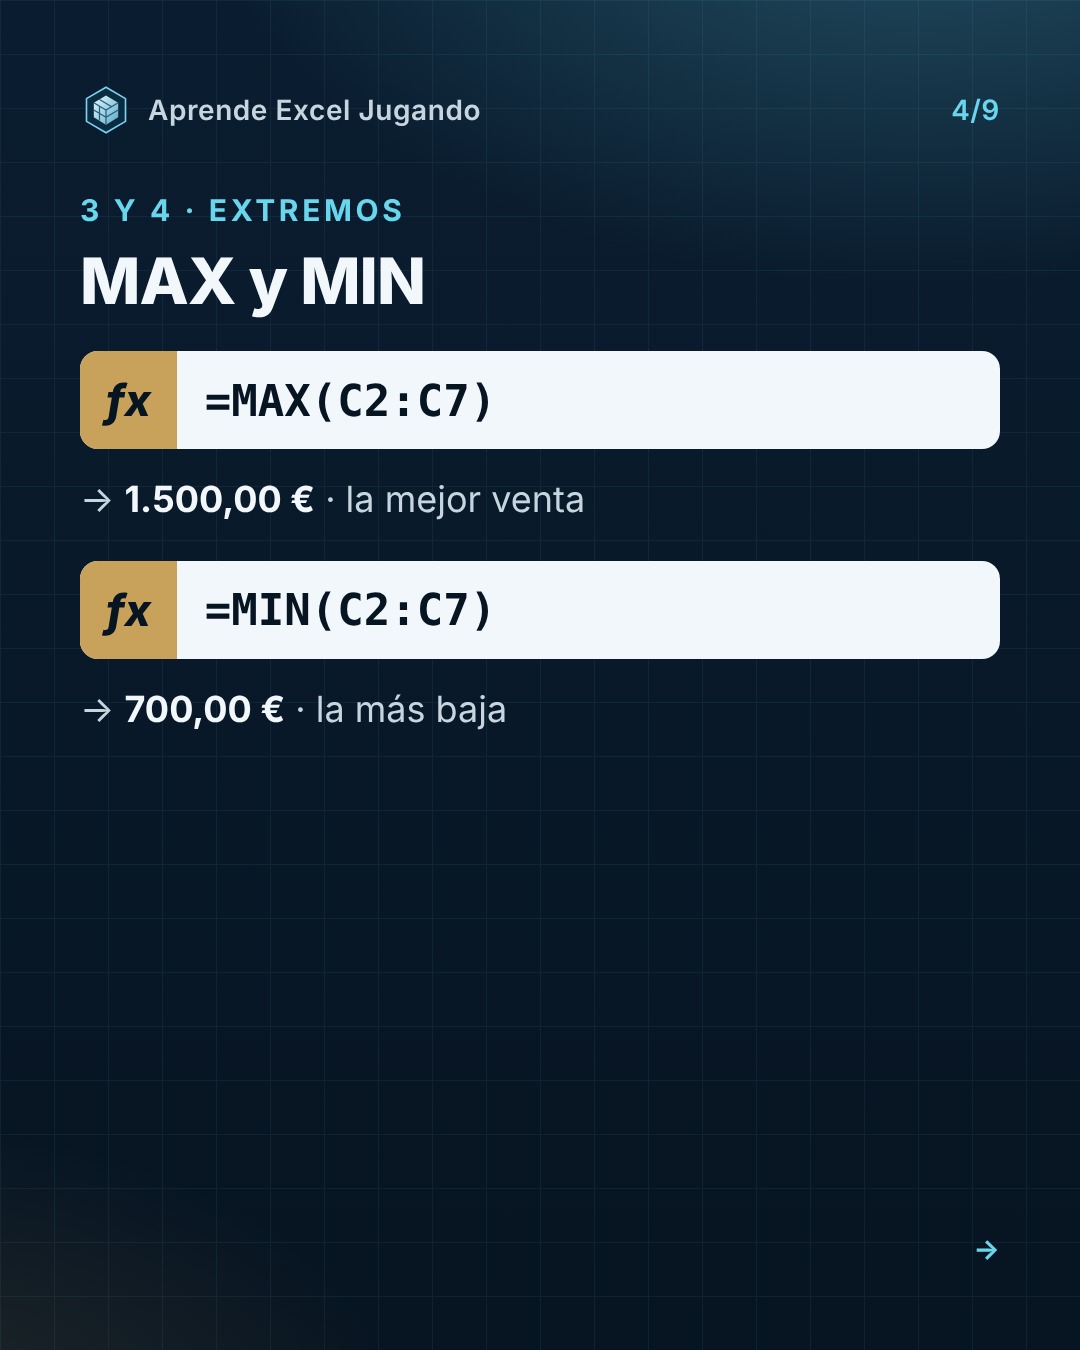 Aprende Excel Jugando
4/9
3 Y 4 · EXTREMOS
MAX y MIN
fx =MAX(C2:C7)
→ 1.500,00 € · la mejor venta
fx =MIN(C2:C7)
→ 700,00 € · la más baja
→